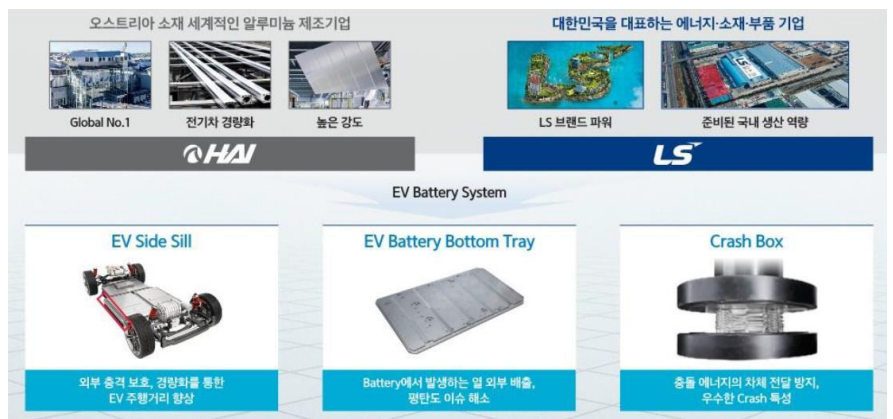 오스트리아 소재 세계적인 알루미늄 제조기업
대한민국을 대표하는 에너지·소재·부품 기업
Global No.1
전기차 경량화
높은 강도
LS 브랜드 파워
준비된 국내 생산 역량
HAI
LS
EV Battery System
EV Side Sill
EV Battery Bottom Tray
Crash Box
외부 충격 보호, 경량화를 통한
EV 주행거리 향상
Battery에서 발생하는 열 외부 배출,
평탄도 이슈 해소
충돌 에너지의 차체 전달 방지,
우수한 Crash 특성